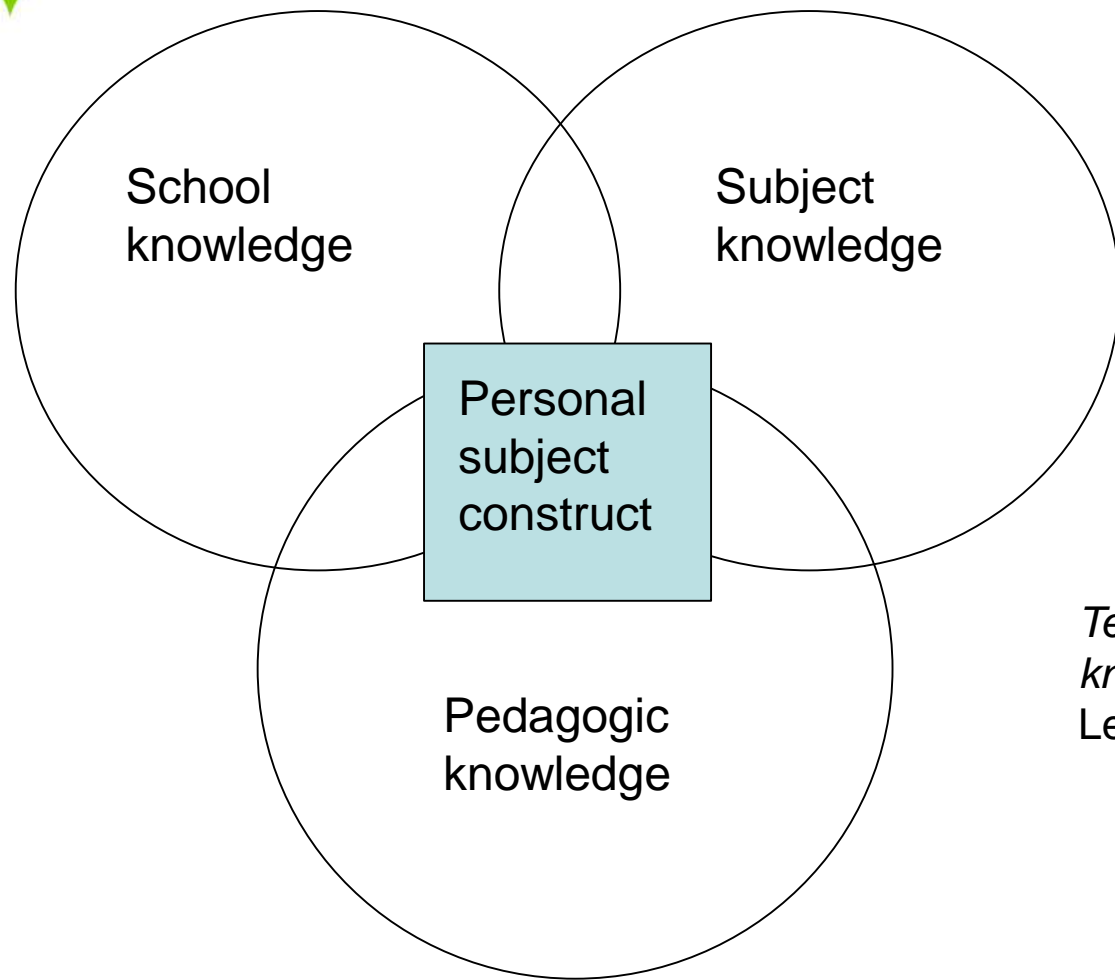 School
knowledge
Subject
knowledge
Personal
subject
construct
Pedagogic
knowledge